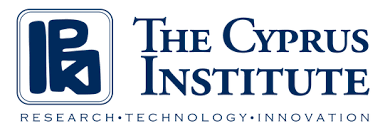 THE CYPRUS
INSTITUTE
RESEARCH•TECHNOLOGY•INNOVATION